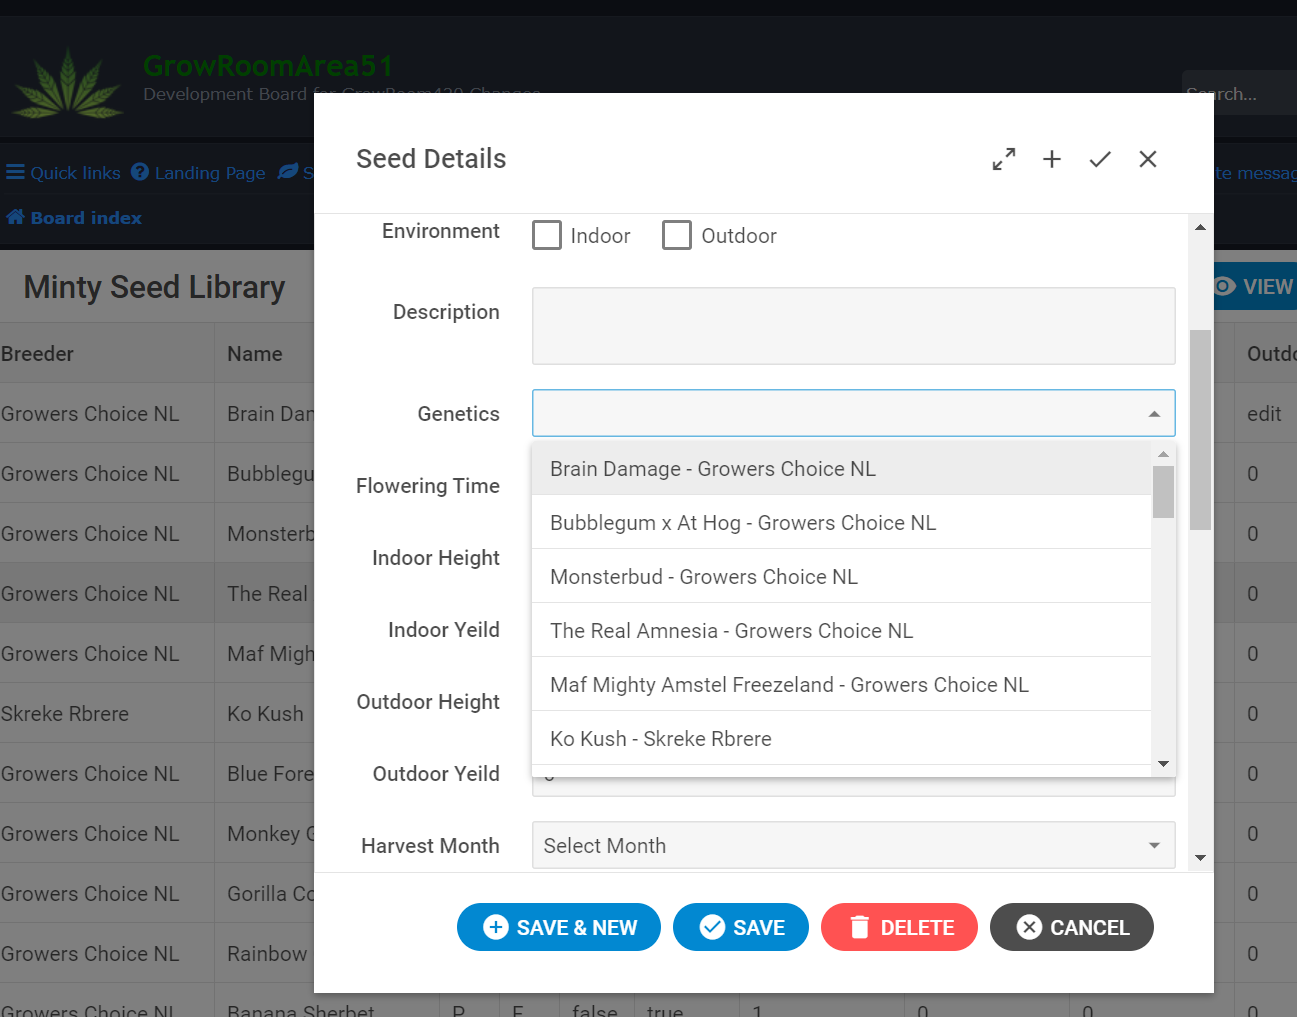 GrowRoomArea51
Development Board for GrowRoom420 Changes
Search...
Quick links
Landing Page
Board index
Minty Seed Library
VIEW
Breeder Name
Growers Choice NL Brain Dam
edit
Growers Choice NL Bubblegu
0
Growers Choice NL Monsterb
0
Growers Choice NL The Real
0
Growers Choice NL Maf Migh
0
Skreke Rbrere Ko Kush
0
Growers Choice NL Blue Fore
0
Growers Choice NL Monkey G
0
Growers Choice NL Gorilla Co
0
Growers Choice NL Rainbow
0
Growers Choice NL Banana Sherbet P F false true 1 0 0 0
Seed Details
Environment Indoor Outdoor
Description
Genetics
Brain Damage - Growers Choice NL
Bubblegum x At Hog - Growers Choice NL
Monsterbud - Growers Choice NL
The Real Amnesia - Growers Choice NL
Maf Mighty Amstel Freezeland - Growers Choice NL
Ko Kush - Skreke Rbrere
Flowering Time
Indoor Height
Indoor Yeild
Outdoor Height
Outdoor Yeild
Harvest Month Select Month
SAVE & NEW SAVE DELETE CANCEL